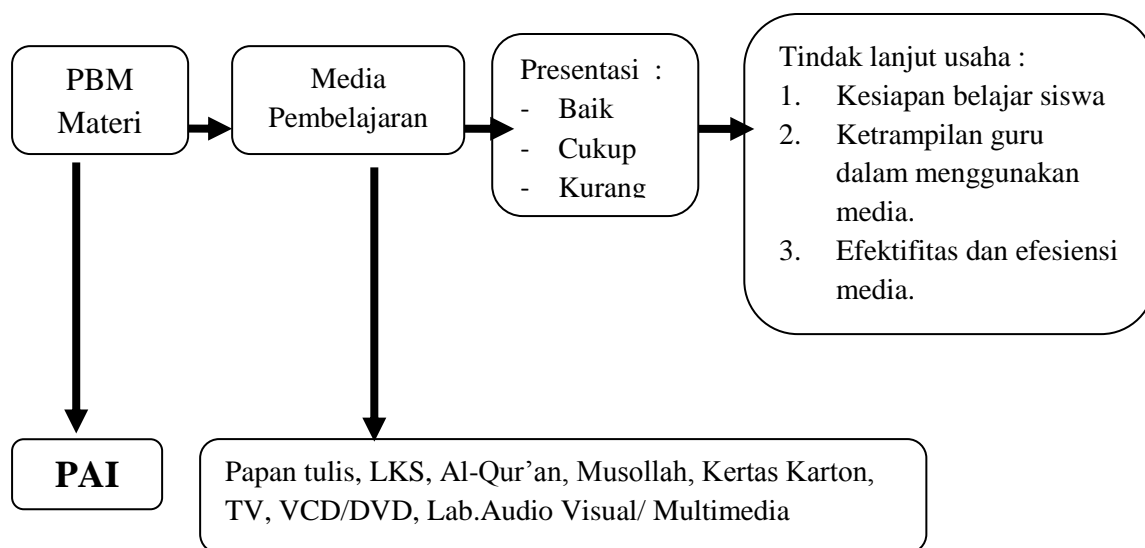 PBM
Materi
Media
Pembelajaran
Presentasi :
- Baik
- Cukup
- Kurang
Tindak lanjut usaha :
1. Kesiapan belajar siswa
2. Ketrampilan guru
dalam menggunakan
media.
3. Efektifitas dan efesiensi
media.
PAI
Papan tulis, LKS, Al-Qur’an, Musollah, Kertas Karton,
TV, VCD/DVD, Lab.Audio Visual/ Multimedia